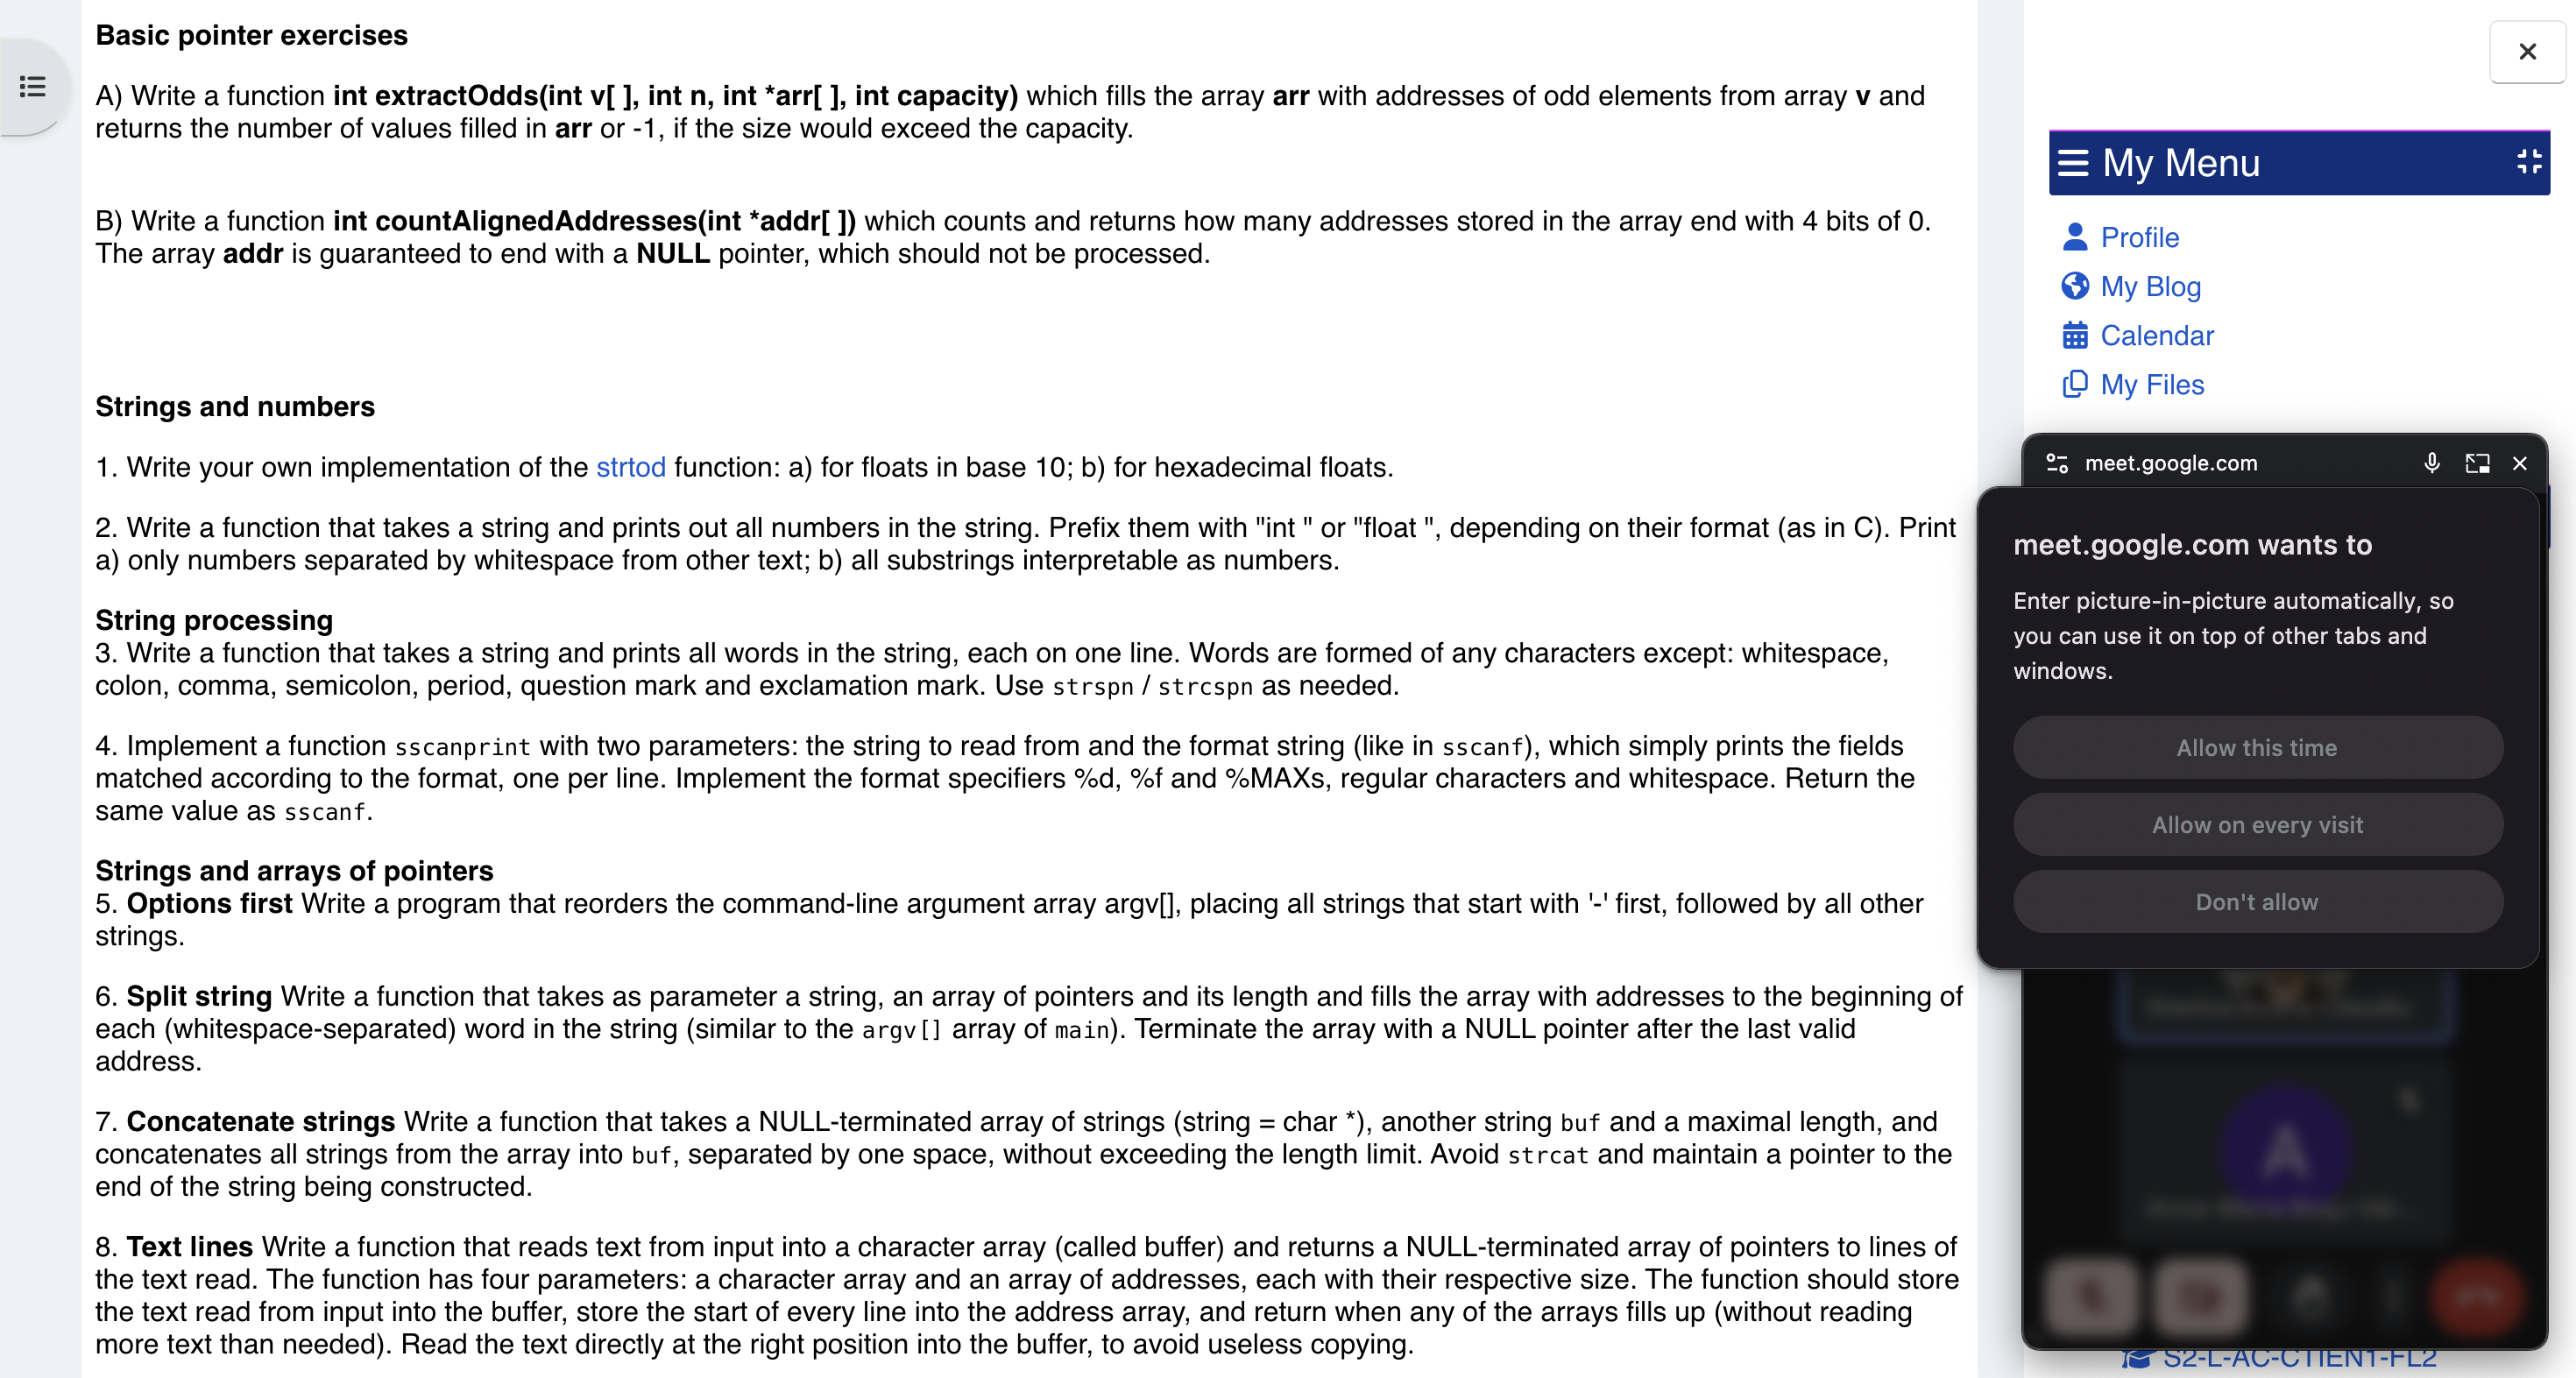 Basic pointer exercises
A) Write a function int extractOdds(int v[ ], int n, int *arr[ ], int capacity) which fills the array arr with addresses of odd elements from array v and
returns the number of values filled in arr or -1, if the size would exceed the capacity.
B) Write a function int countAlignedAddresses(int *addr[ ]) which counts and returns how many addresses stored in the array end with 4 bits of 0.
The array addr is guaranteed to end with a NULL pointer, which should not be processed.
Strings and numbers
1. Write your own implementation of the strtod function: a) for floats in base 10; b) for hexadecimal floats.
2. Write a function that takes a string and prints out all numbers in the string. Prefix them with "int " or "float ", depending on their format (as in C). Print
a) only numbers separated by whitespace from other text; b) all substrings interpretable as numbers.
String processing
3. Write a function that takes a string and prints all words in the string, each on one line. Words are formed of any characters except: whitespace,
colon, comma, semicolon, period, question mark and exclamation mark. Use strspn / strcspn as needed.
4. Implement a function sscanprint with two parameters: the string to read from and the format string (like in sscanf), which simply prints the fields
matched according to the format, one per line. Implement the format specifiers %d, %f and %MAXs, regular characters and whitespace. Return the
same value as sscanf.
Strings and arrays of pointers
5. Options first Write a program that reorders the command-line argument array argv[], placing all strings that start with '-' first, followed by all other
strings.
6. Split string Write a function that takes as parameter a string, an array of pointers and its length and fills the array with addresses to the beginning of
each (whitespace-separated) word in the string (similar to the argv[] array of main). Terminate the array with a NULL pointer after the last valid
address.
7. Concatenate strings Write a function that takes a NULL-terminated array of strings (string = char *), another string buf and a maximal length, and
concatenates all strings from the array into buf, separated by one space, without exceeding the length limit. Avoid strcat and maintain a pointer to the
end of the string being constructed.
8. Text lines Write a function that reads text from input into a character array (called buffer) and returns a NULL-terminated array of pointers to lines of
the text read. The function has four parameters: a character array and an array of addresses, each with their respective size. The function should store
the text read from input into the buffer, store the start of every line into the address array, and return when any of the arrays fills up (without reading
more text than needed). Read the text directly at the right position into the buffer, to avoid useless copying.
My Menu
Profile
My Blog
Calendar
My Files
meet.google.com
meet.google.com wants to
Enter picture-in-picture automatically, so
you can use it on top of other tabs and
windows.
Allow this time
Allow on every visit
Don't allow
A
S2-L-AC-CTIEN1-FL2